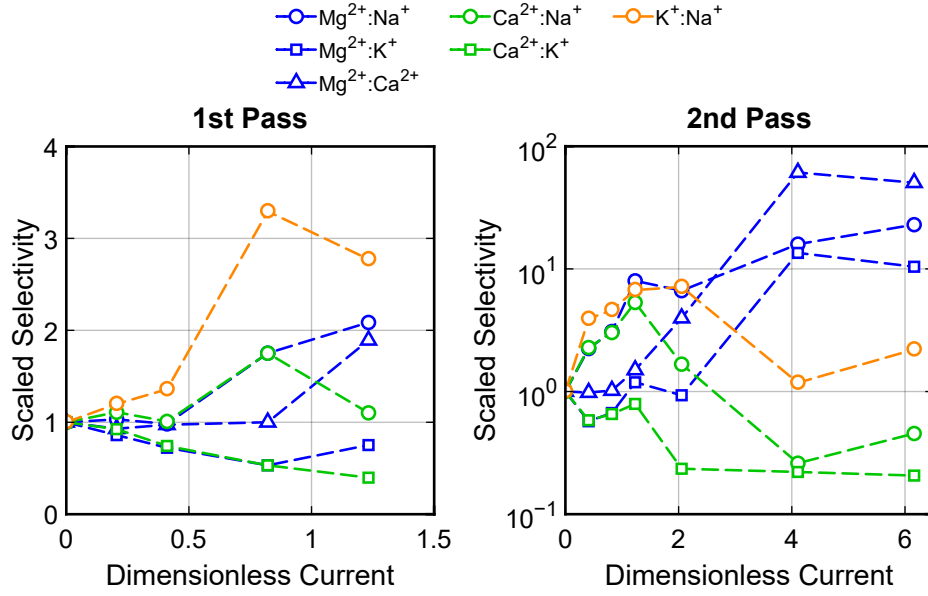 Mg²⁺:Na⁺ Ca²⁺:Na⁺ K⁺:Na⁺
Mg²⁺:K⁺ Ca²⁺:K⁺
Mg²⁺:Ca²⁺
1st Pass
4
3
2
1
0
0 0.5 1 1.5
Scaled Selectivity
Dimensionless Current
2nd Pass
10²
10¹
10⁰
10⁻¹
0 2 4 6
Scaled Selectivity
Dimensionless Current